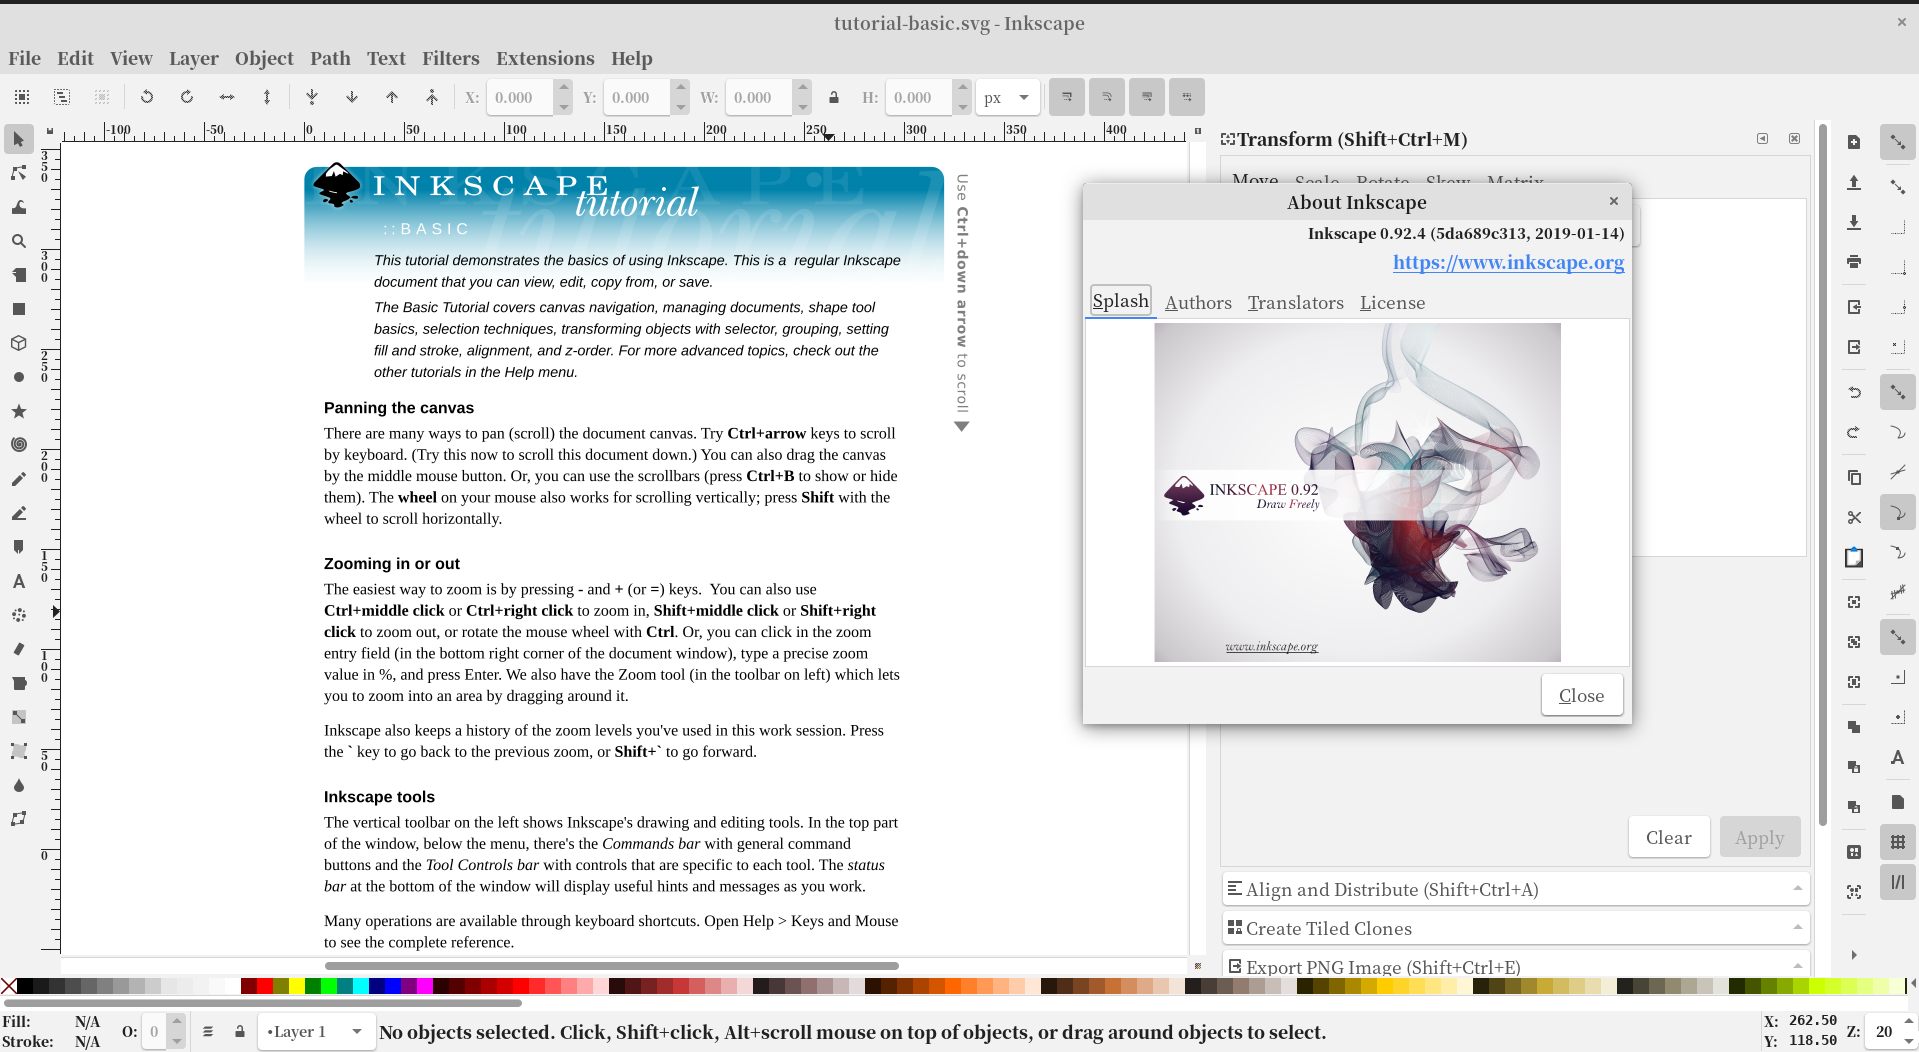 tutorial-basic.svg - Inkscape
File Edit View Layer Object Path Text Filters Extensions Help
X: 0.000 Y: 0.000 W: 0.000 H: 0.000 px
-100 -50 0 50 100 150 200 250 300 350 400
350
300
250
200
150
100
50
0
INKSCAPE
tutorial
::BASIC
This tutorial demonstrates the basics of using Inkscape. This is a  regular Inkscape
document that you can view, edit, copy from, or save.
The Basic Tutorial covers canvas navigation, managing documents, shape tool
basics, selection techniques, transforming objects with selector, grouping, setting
fill and stroke, alignment, and z-order. For more advanced topics, check out the
other tutorials in the Help menu.
Use Ctrl+down arrow to scroll
Panning the canvas
There are many ways to pan (scroll) the document canvas. Try Ctrl+arrow keys to scroll
by keyboard. (Try this now to scroll this document down.) You can also drag the canvas
by the middle mouse button. Or, you can use the scrollbars (press Ctrl+B to show or hide
them). The wheel on your mouse also works for scrolling vertically; press Shift with the
wheel to scroll horizontally.
Zooming in or out
The easiest way to zoom is by pressing - and + (or =) keys.  You can also use
Ctrl+middle click or Ctrl+right click to zoom in, Shift+middle click or Shift+right
click to zoom out, or rotate the mouse wheel with Ctrl. Or, you can click in the zoom
entry field (in the bottom right corner of the document window), type a precise zoom
value in %, and press Enter. We also have the Zoom tool (in the toolbar on left) which lets
you to zoom into an area by dragging around it.
Inkscape also keeps a history of the zoom levels you've used in this work session. Press
the ` key to go back to the previous zoom, or Shift+` to go forward.
Inkscape tools
The vertical toolbar on the left shows Inkscape's drawing and editing tools. In the top part
of the window, below the menu, there's the Commands bar with general command
buttons and the Tool Controls bar with controls that are specific to each tool. The status
bar at the bottom of the window will display useful hints and messages as you work.
Many operations are available through keyboard shortcuts. Open Help > Keys and Mouse
to see the complete reference.
Transform (Shift+Ctrl+M)
Move Scale Rotate Skew Matrix
About Inkscape
Inkscape 0.92.4 (5da689c313, 2019-01-14)
https://www.inkscape.org
Splash Authors Translators License
INKSCAPE 0.92
Draw Freely
www.inkscape.org
Close
Clear Apply
Align and Distribute (Shift+Ctrl+A)
Create Tiled Clones
Export PNG Image (Shift+Ctrl+E)
Fill: N/A
Stroke: N/A
O: 0
•Layer 1
No objects selected. Click, Shift+click, Alt+scroll mouse on top of objects, or drag around objects to select.
X: 262.50
Y: 118.50
Z: 20